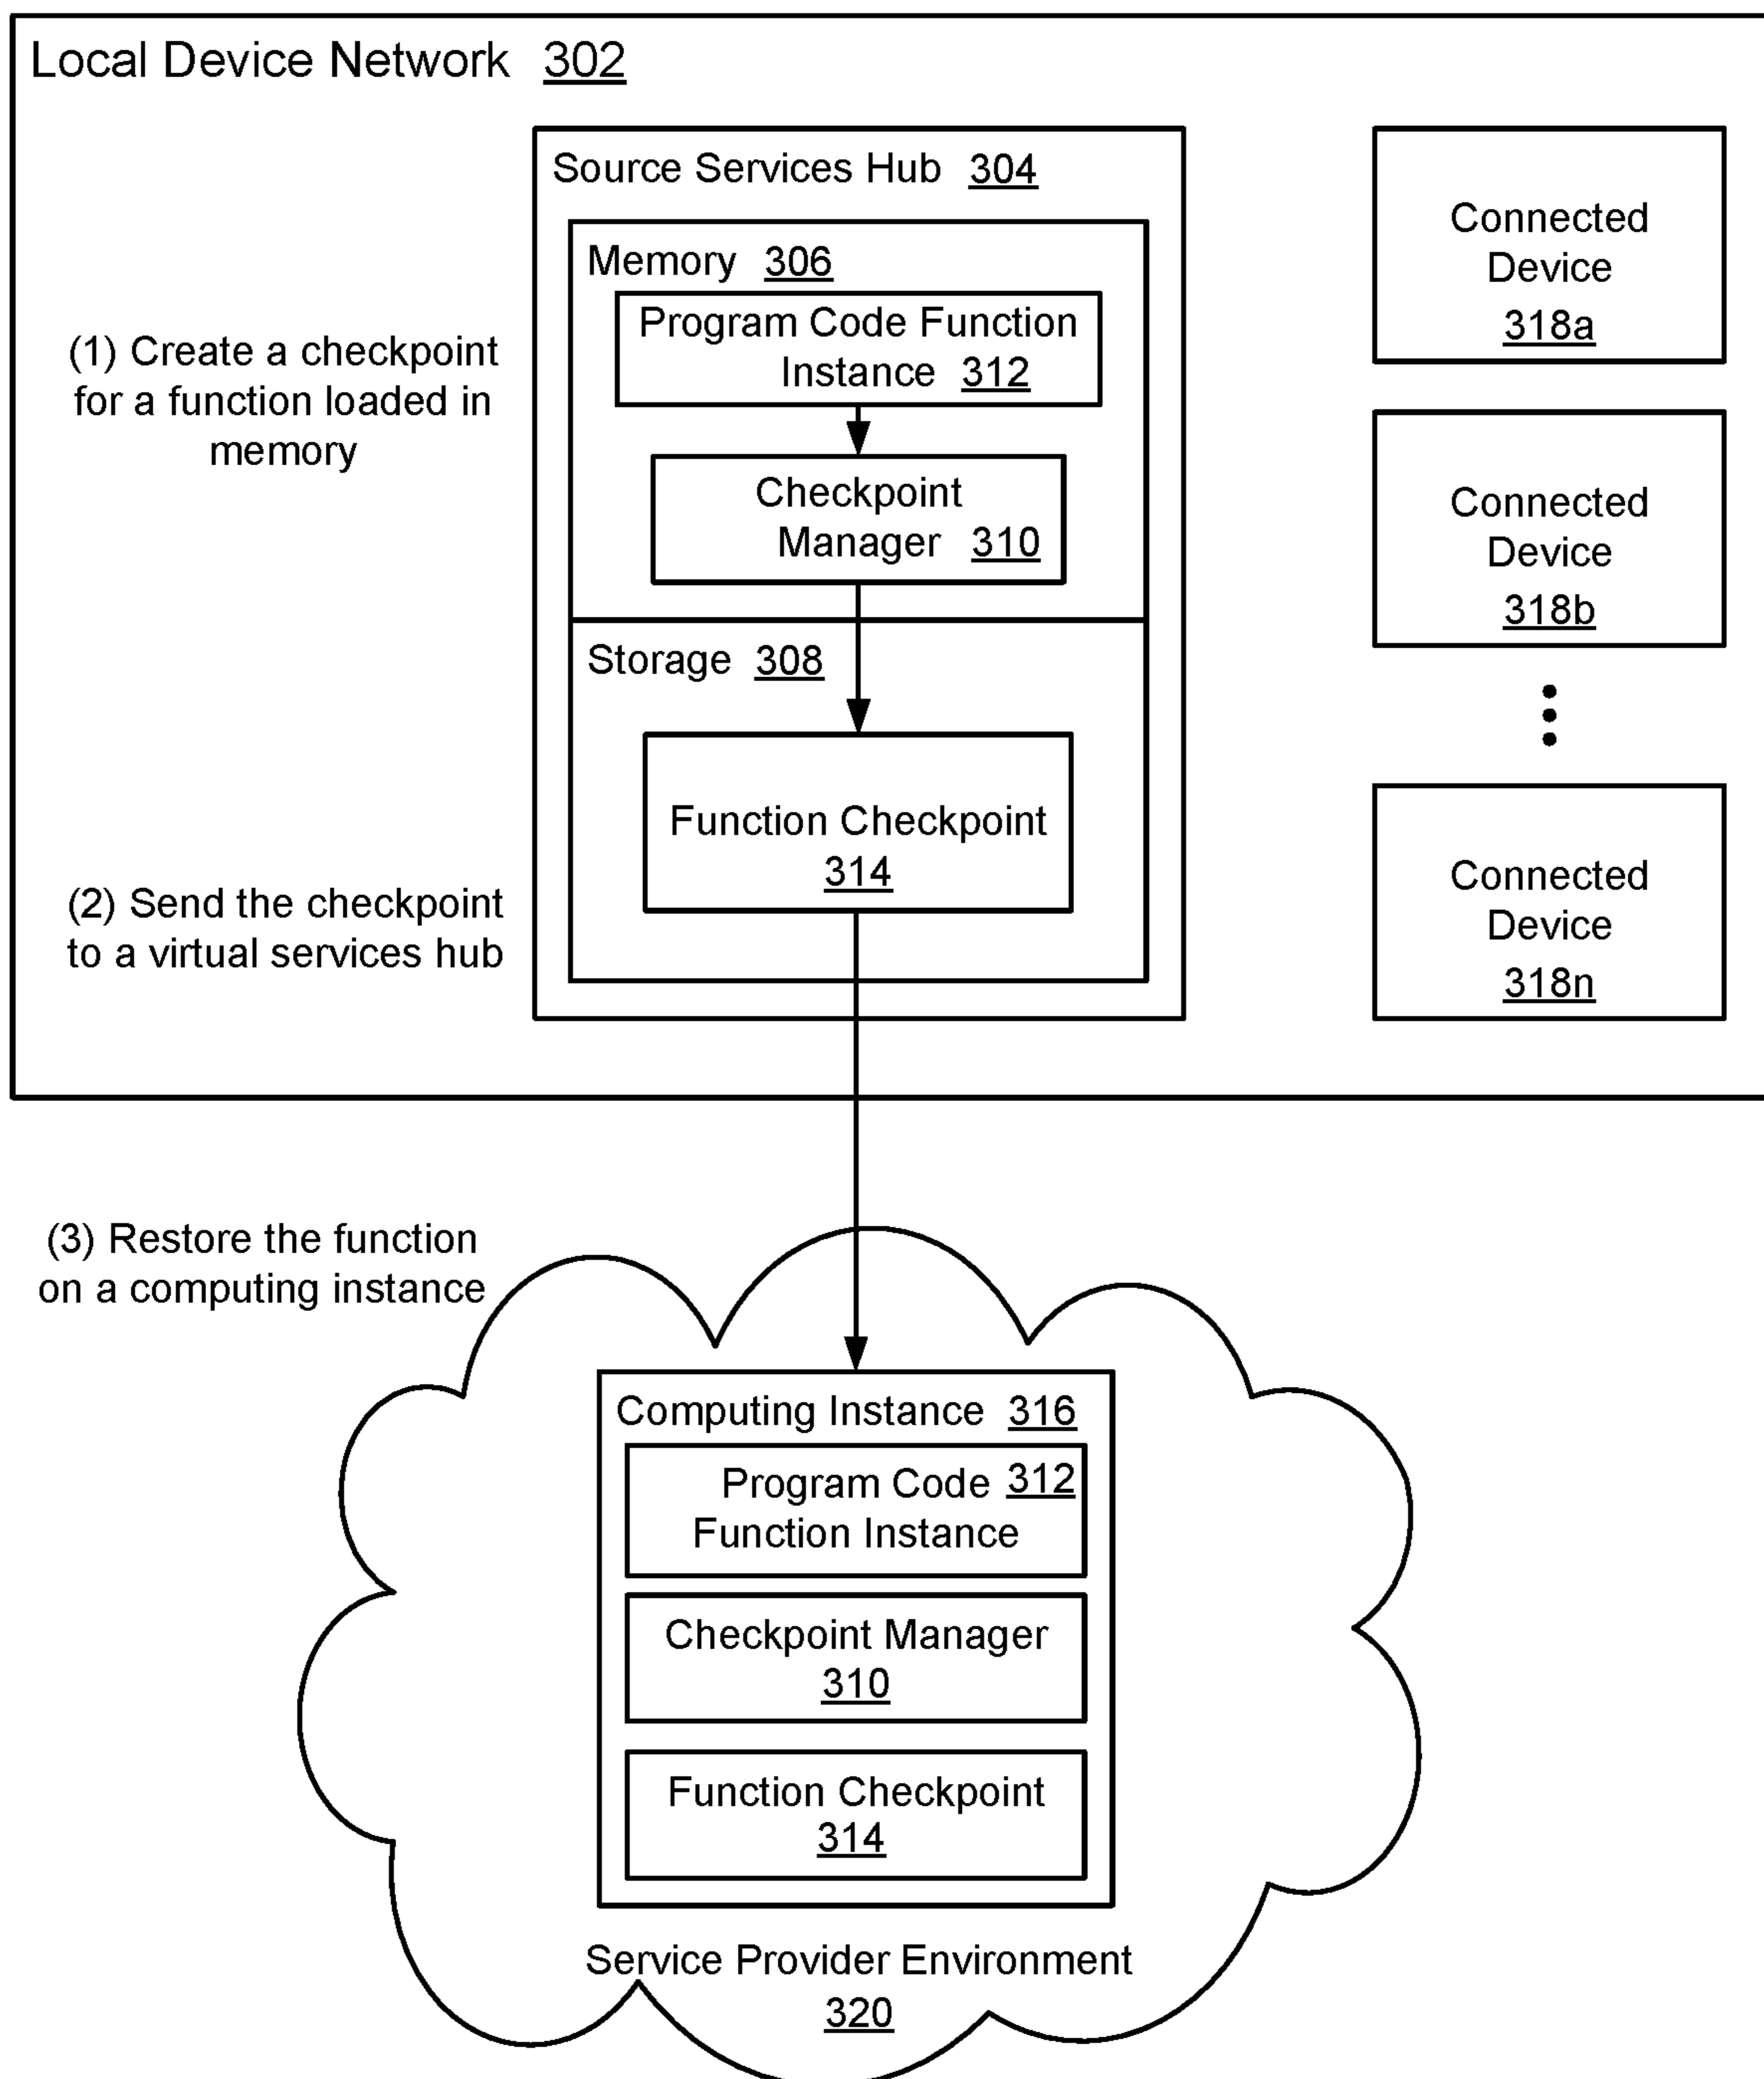 Local Device Network 302
Source Services Hub 304
Memory 306
Program Code Function
Instance 312
Checkpoint
Manager 310
Storage 308
Function Checkpoint
314
Connected
Device
318a
Connected
Device
318b
Connected
Device
318n
(1) Create a checkpoint
for a function loaded in
memory
(2) Send the checkpoint
to a virtual services hub
(3) Restore the function
on a computing instance
Computing Instance 316
Program Code 312
Function Instance
Checkpoint Manager
310
Function Checkpoint
314
Service Provider Environment
320